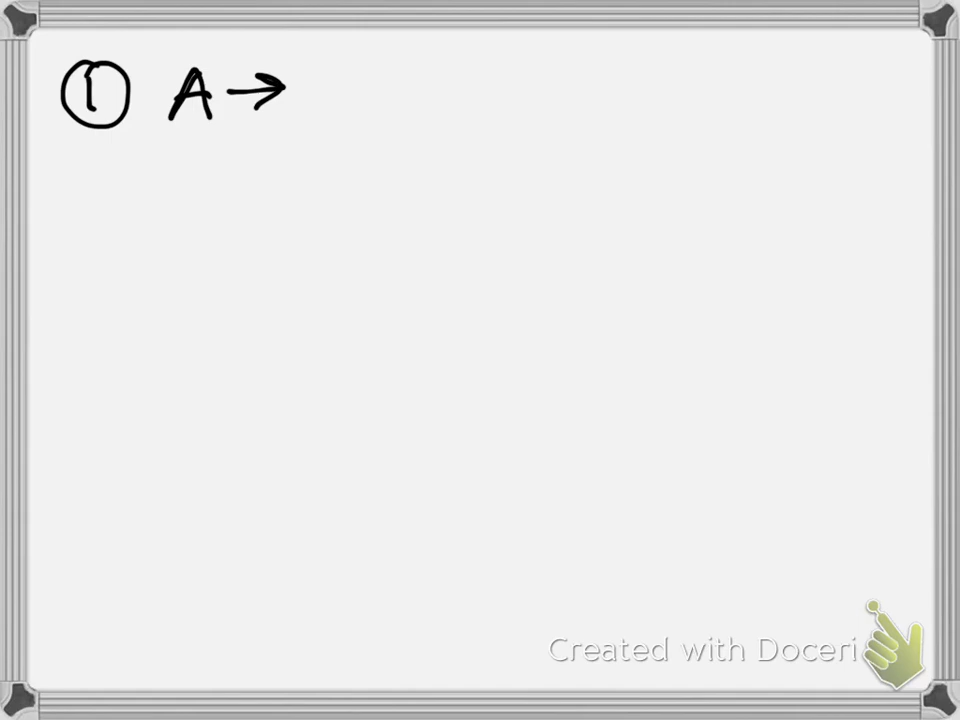 ① A →
Created with Doceri